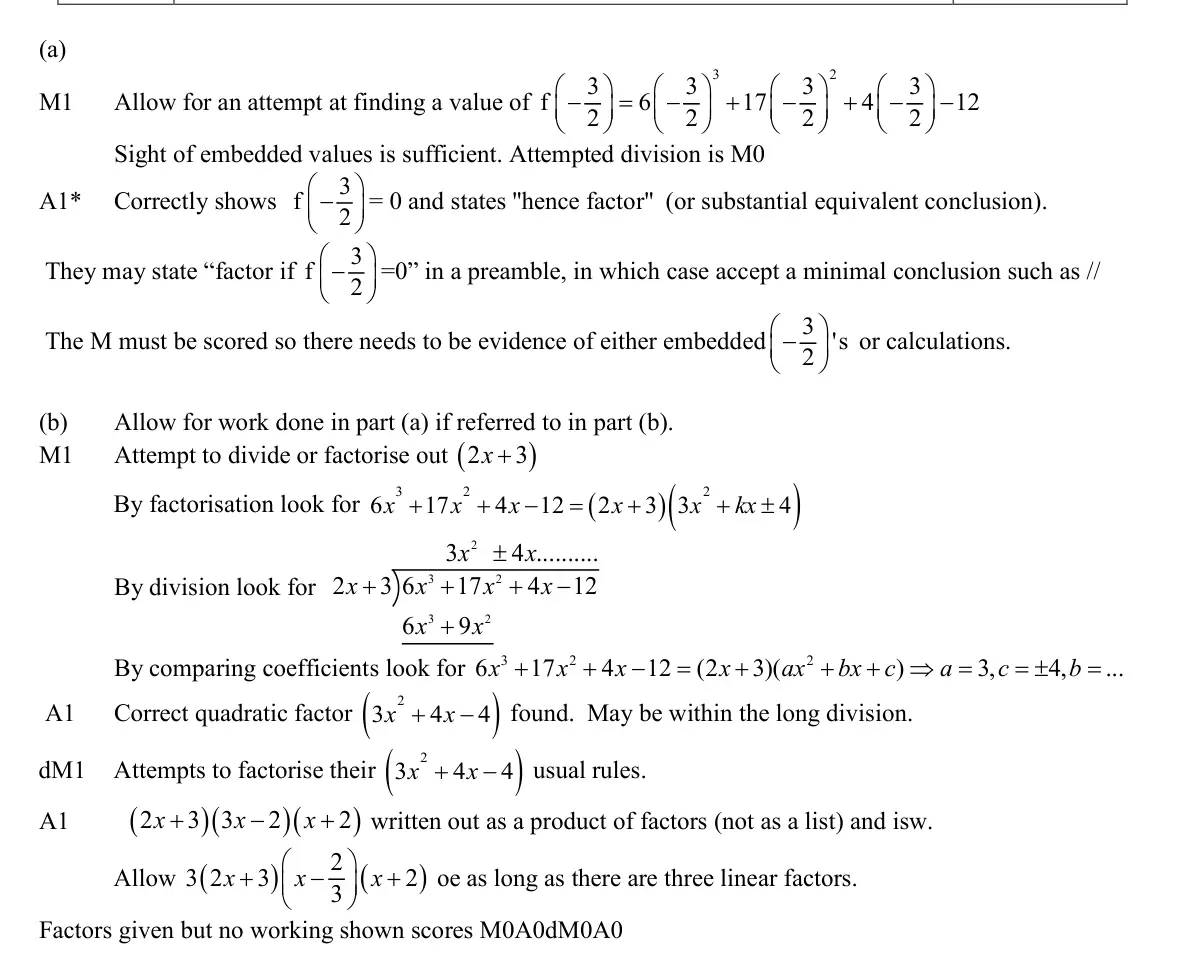 (a)
M1 Allow for an attempt at finding a value of f(−3/2) = 6(−3/2)³ + 17(−3/2)² + 4(−3/2) − 12
Sight of embedded values is sufficient. Attempted division is M0
A1* Correctly shows f(−3/2) = 0 and states "hence factor" (or substantial equivalent conclusion).
They may state “factor if f(−3/2) =0” in a preamble, in which case accept a minimal conclusion such as //
The M must be scored so there needs to be evidence of either embedded (−3/2)'s or calculations.
(b) Allow for work done in part (a) if referred to in part (b).
M1 Attempt to divide or factorise out (2x+3)
By factorisation look for 6x³ +17x² + 4x −12 = (2x+3)(3x² + kx ± 4)
3x² ± 4x..........
By division look for 2x+3)6x³ +17x² + 4x −12
6x³ + 9x²
By comparing coefficients look for 6x³ +17x² + 4x −12 = (2x+3)(ax² + bx + c) ⇒ a = 3, c = ±4, b = ...
A1 Correct quadratic factor (3x² + 4x − 4) found. May be within the long division.
dM1 Attempts to factorise their (3x² + 4x − 4) usual rules.
A1 (2x+3)(3x−2)(x+2) written out as a product of factors (not as a list) and isw.
Allow 3(2x+3)(x−2/3)(x+2) oe as long as there are three linear factors.
Factors given but no working shown scores M0A0dM0A0